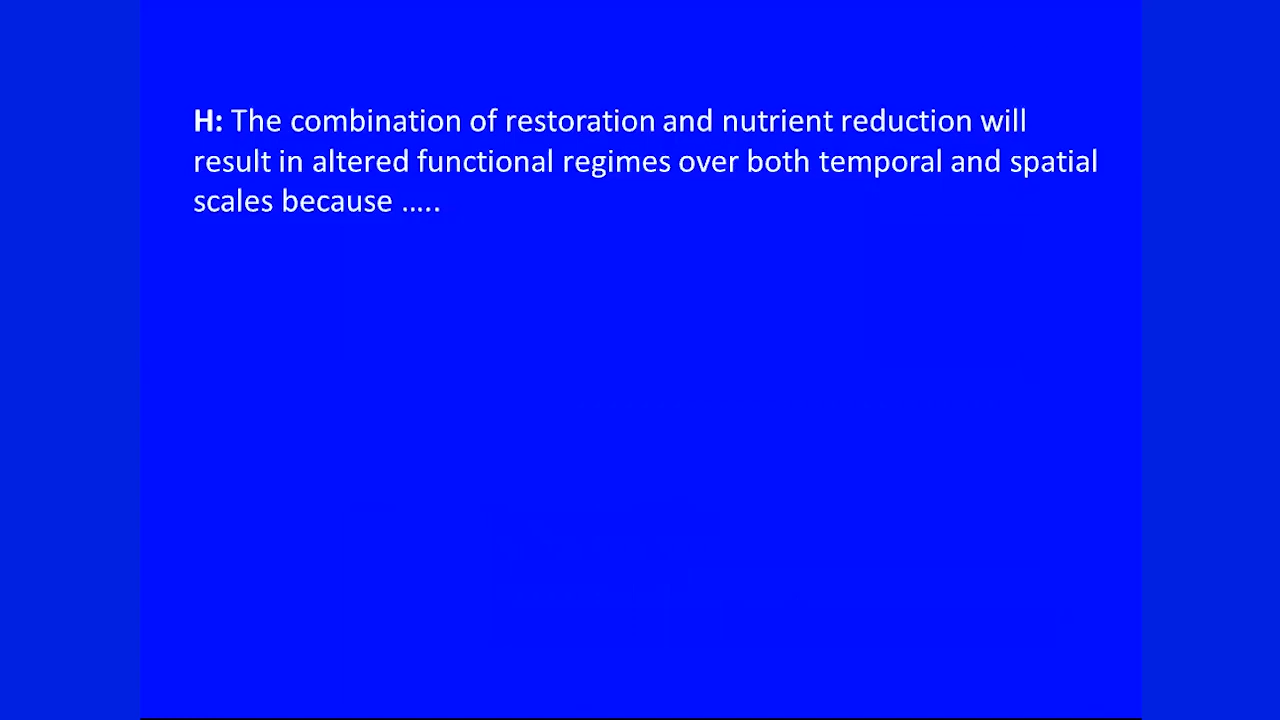 H: The combination of restoration and nutrient reduction will
result in altered functional regimes over both temporal and spatial
scales because …..